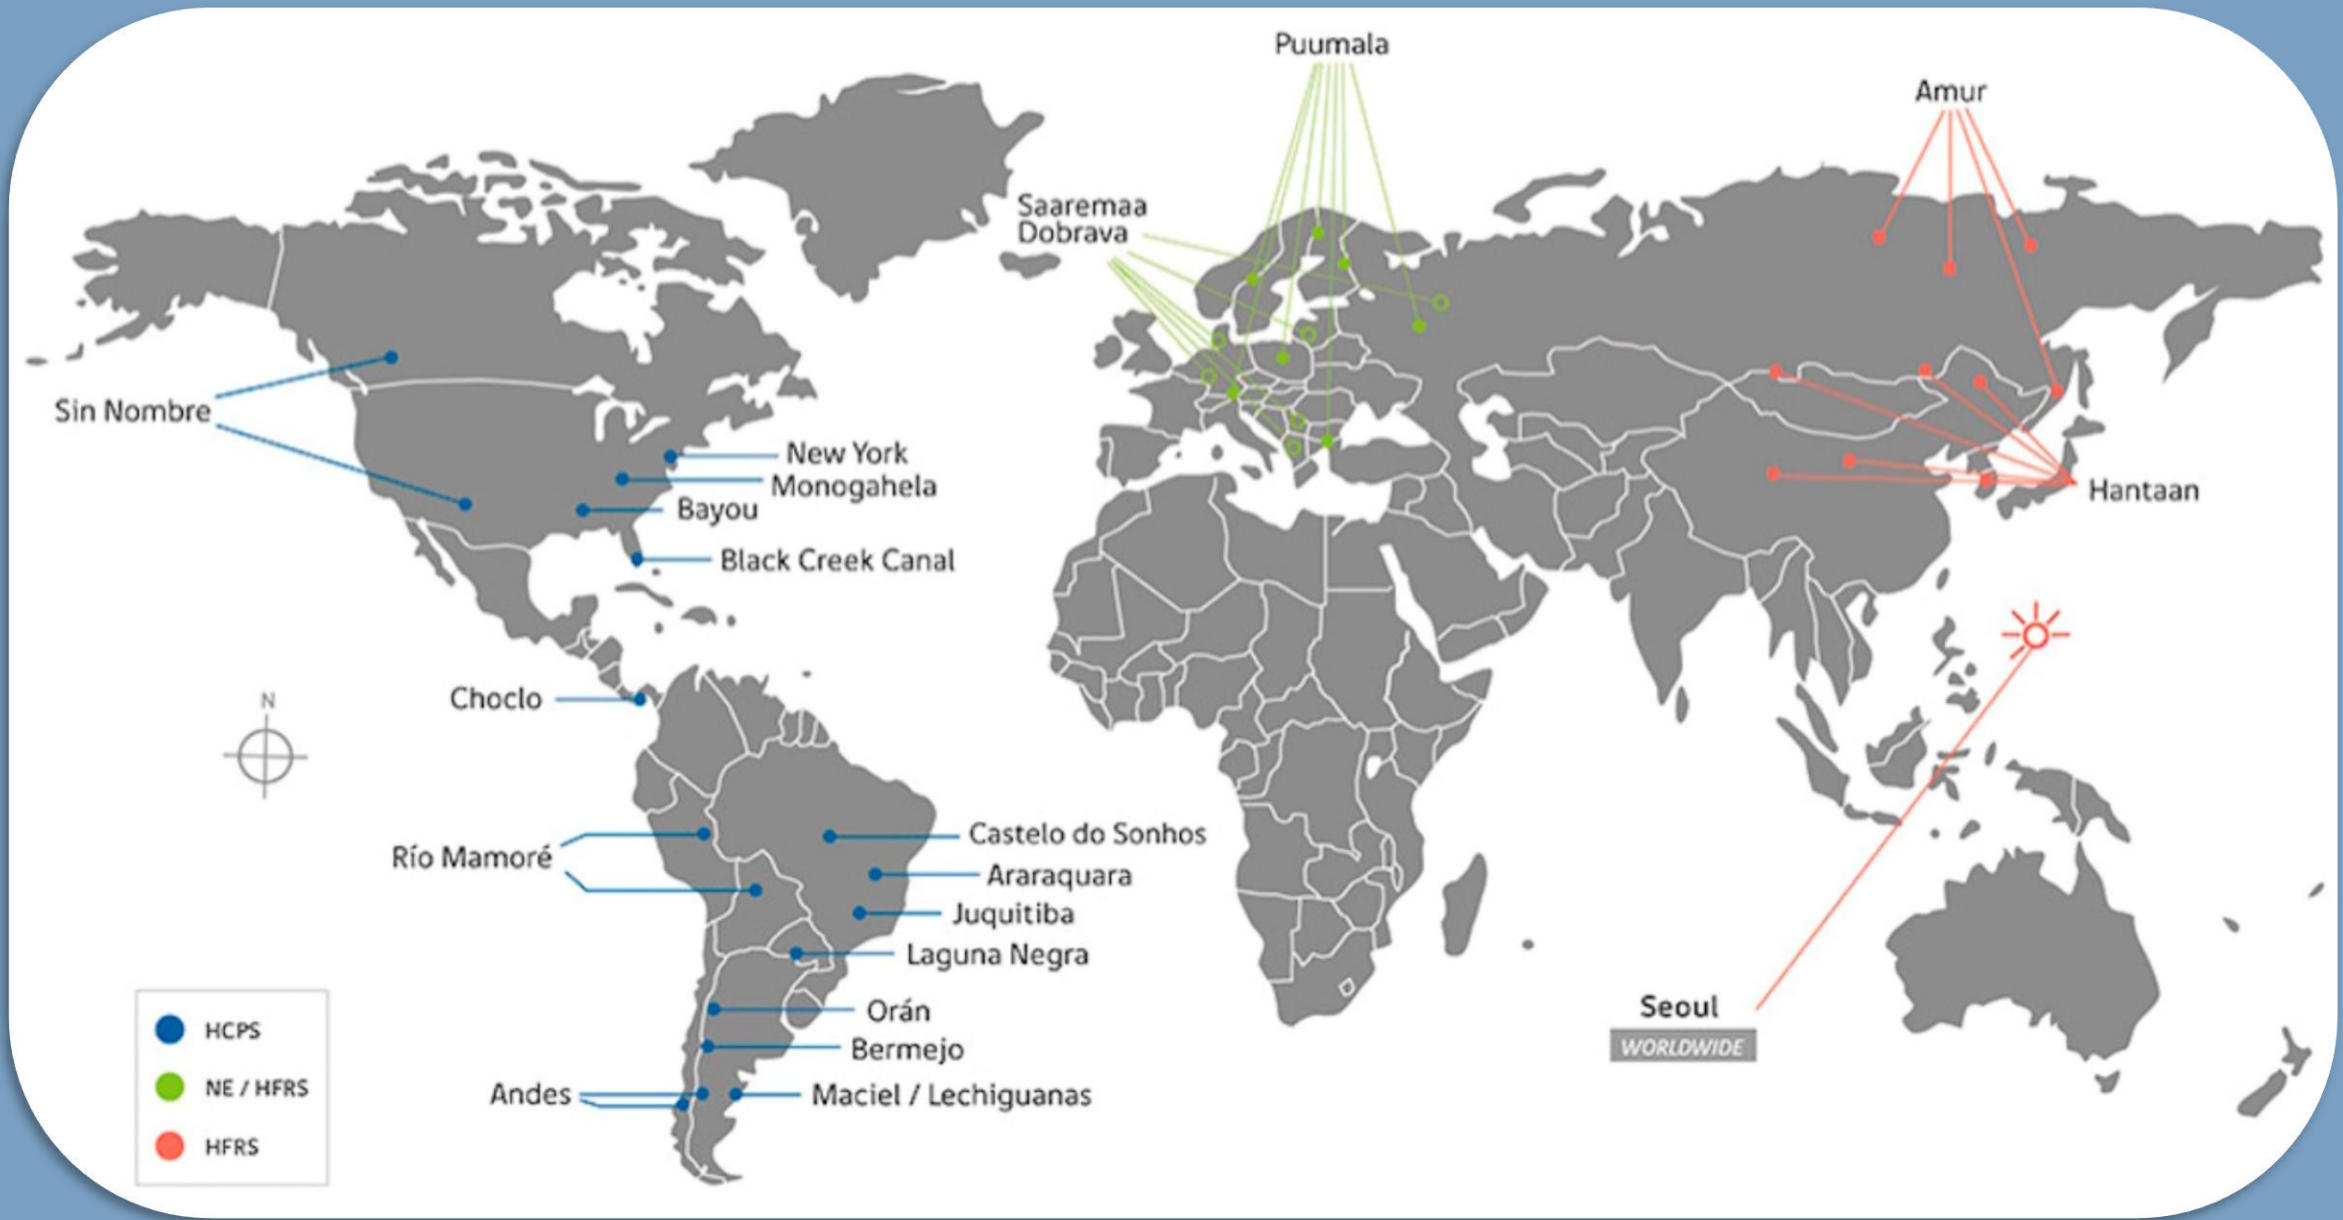 Puumala
Amur
Saaremaa
Dobrava
Sin Nombre
New York
Monogahela
Bayou
Black Creek Canal
Hantaan
Choclo
N
Río Mamoré
Castelo do Sonhos
Araraquara
Juquitiba
Laguna Negra
Orán
Bermejo
Andes
Maciel / Lechiguanas
Seoul
WORLDWIDE
HCPS
NE / HFRS
HFRS